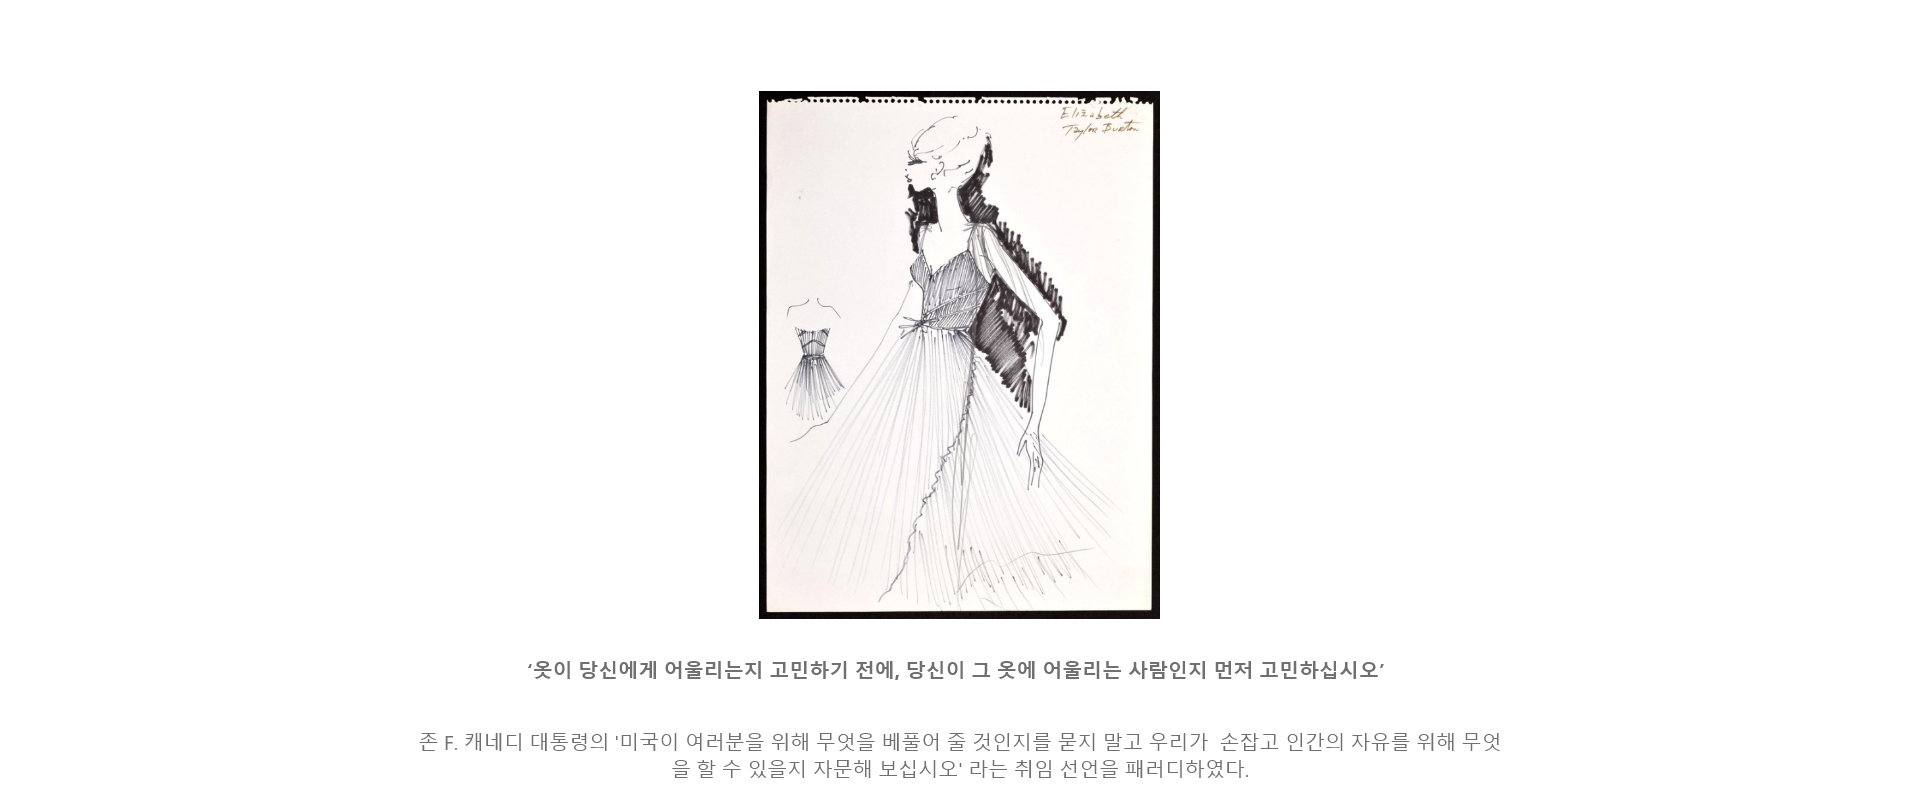 Elizabeth
Taylor Burton
‘옷이 당신에게 어울리는지 고민하기 전에, 당신이 그 옷에 어울리는 사람인지 먼저 고민하십시오’
존 F. 캐네디 대통령의 '미국이 여러분을 위해 무엇을 베풀어 줄 것인지를 묻지 말고 우리가  손잡고 인간의 자유를 위해 무엇
을 할 수 있을지 자문해 보십시오' 라는 취임 선언을 패러디하였다.